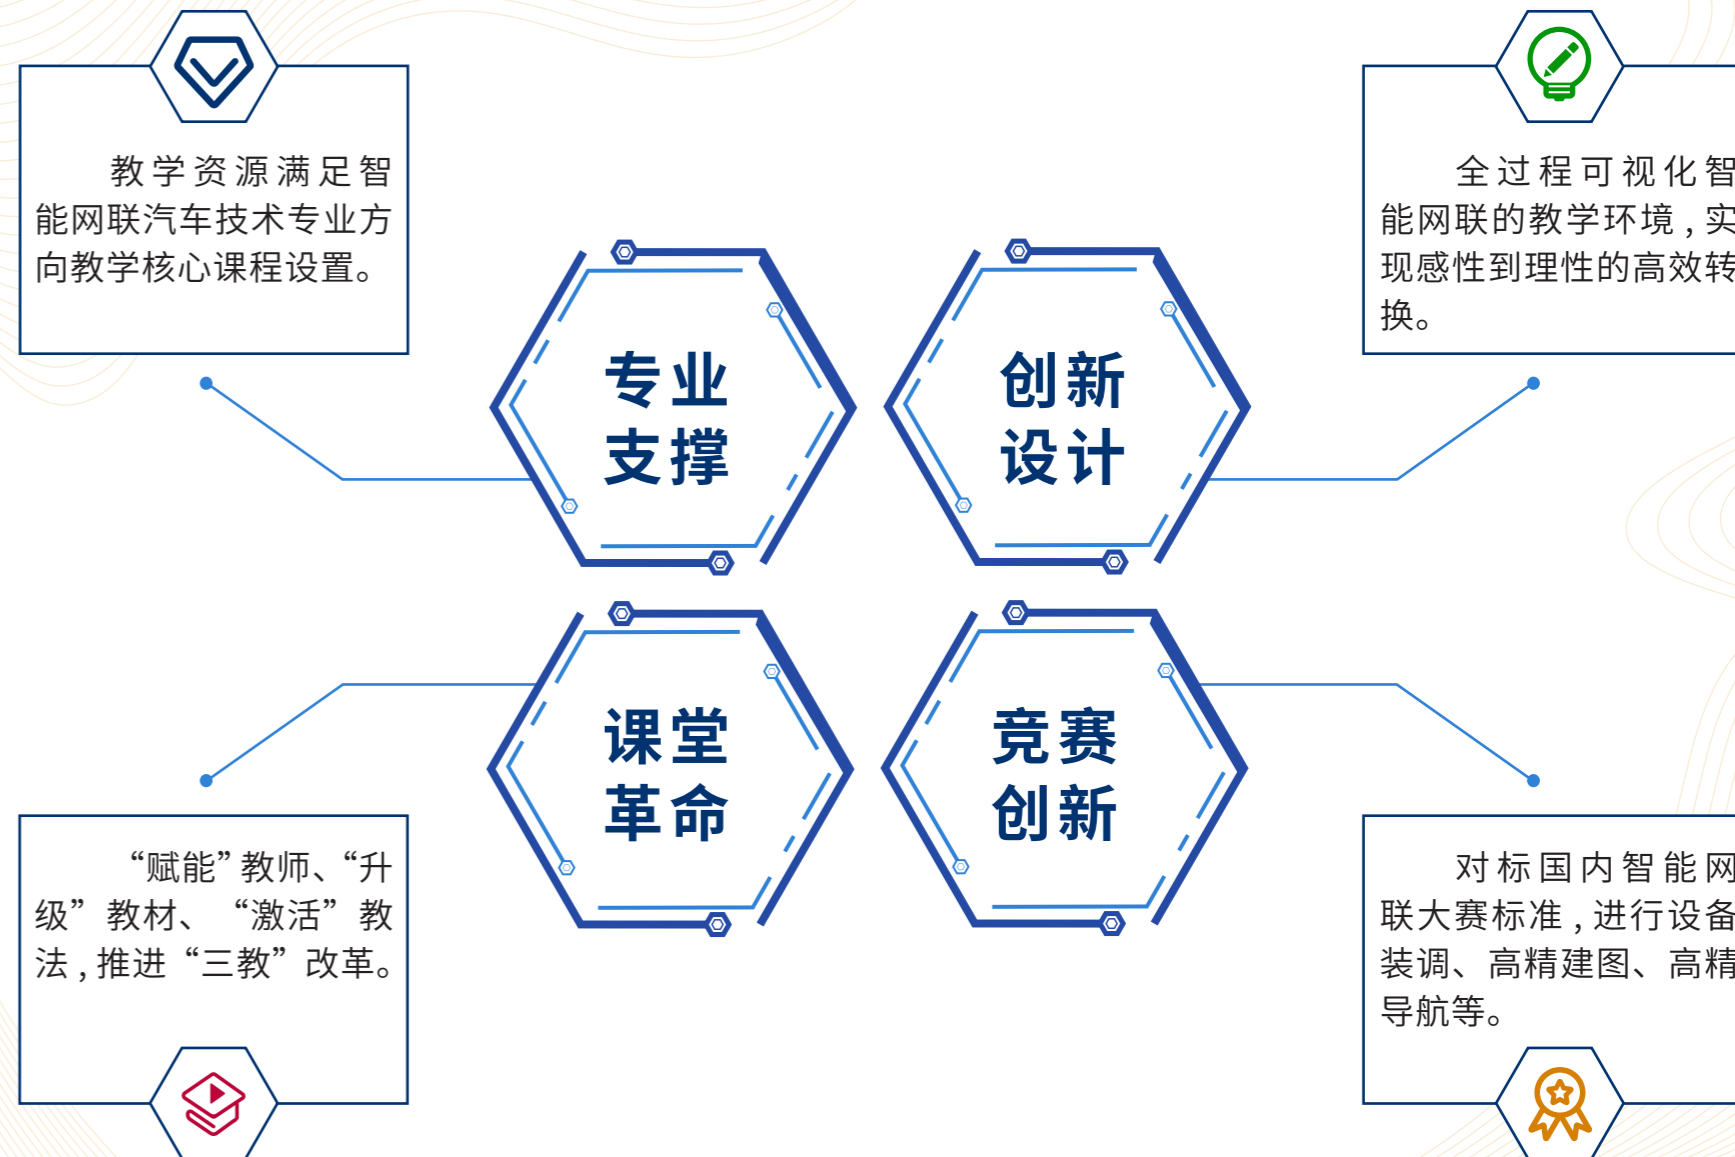 教学资源满足智
能网联汽车技术专业方
向教学核心课程设置。
全过程可视化智
能网联的教学环境,实
现感性到理性的高效转
换。
专业
支撑
创新
设计
课堂
革命
竞赛
创新
“赋能”教师、“升
级”教材、“激活”教
法,推进“三教”改革。
对标国内智能网
联大赛标准,进行设备
装调、高精建图、高精
导航等。